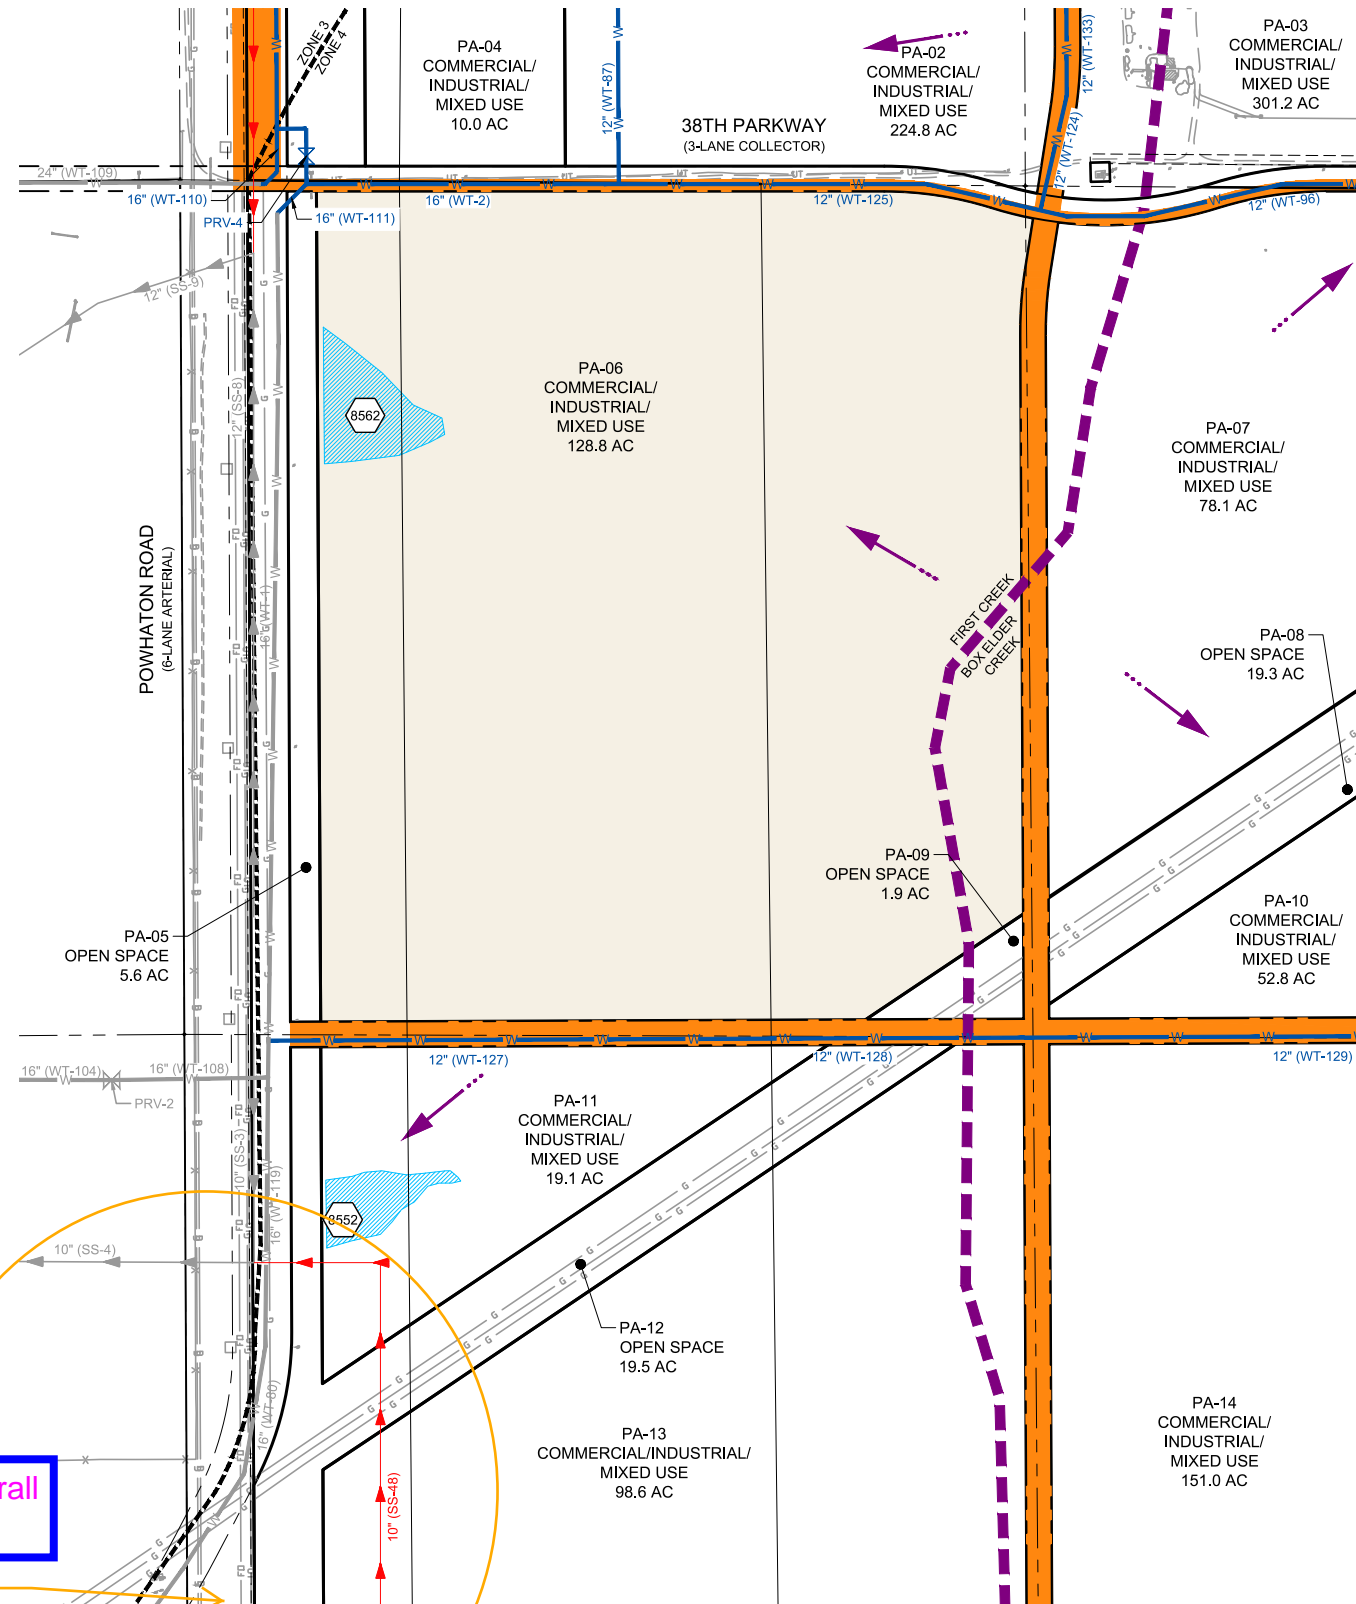 ZONE 3
ZONE 4
PA-04
COMMERCIAL/
INDUSTRIAL/
MIXED USE
10.0 AC
12" (WT-87)
38TH PARKWAY
(3-LANE COLLECTOR)
PA-02
COMMERCIAL/
INDUSTRIAL/
MIXED USE
224.8 AC
12" (WT-133)
12" (WT-124)
PA-03
COMMERCIAL/
INDUSTRIAL/
MIXED USE
301.2 AC
24" (WT-109)
16" (WT-110)
PRV-4
16" (WT-111)
16" (WT-2)
12" (WT-125)
12" (WT-96)
12" (SS-9)
12" (SS-8)
16" (WT-1)
8562
PA-06
COMMERCIAL/
INDUSTRIAL/
MIXED USE
128.8 AC
PA-07
COMMERCIAL/
INDUSTRIAL/
MIXED USE
78.1 AC
POWHATON ROAD
(6-LANE ARTERIAL)
FIRST CREEK
BOX ELDER
CREEK
PA-08
OPEN SPACE
19.3 AC
PA-09
OPEN SPACE
1.9 AC
PA-10
COMMERCIAL/
INDUSTRIAL/
MIXED USE
52.8 AC
PA-05
OPEN SPACE
5.6 AC
12" (WT-127)
12" (WT-128)
12" (WT-129)
16" (WT-104)
16" (WT-108)
PRV-2
10" (SS-3)
16" (WT-119)
PA-11
COMMERCIAL/
INDUSTRIAL/
MIXED USE
19.1 AC
8552
10" (SS-4)
PA-12
OPEN SPACE
19.5 AC
16" (WT-80)
PA-13
COMMERCIAL/INDUSTRIAL/
MIXED USE
98.6 AC
10" (SS-48)
PA-14
COMMERCIAL/
INDUSTRIAL/
MIXED USE
151.0 AC
rall